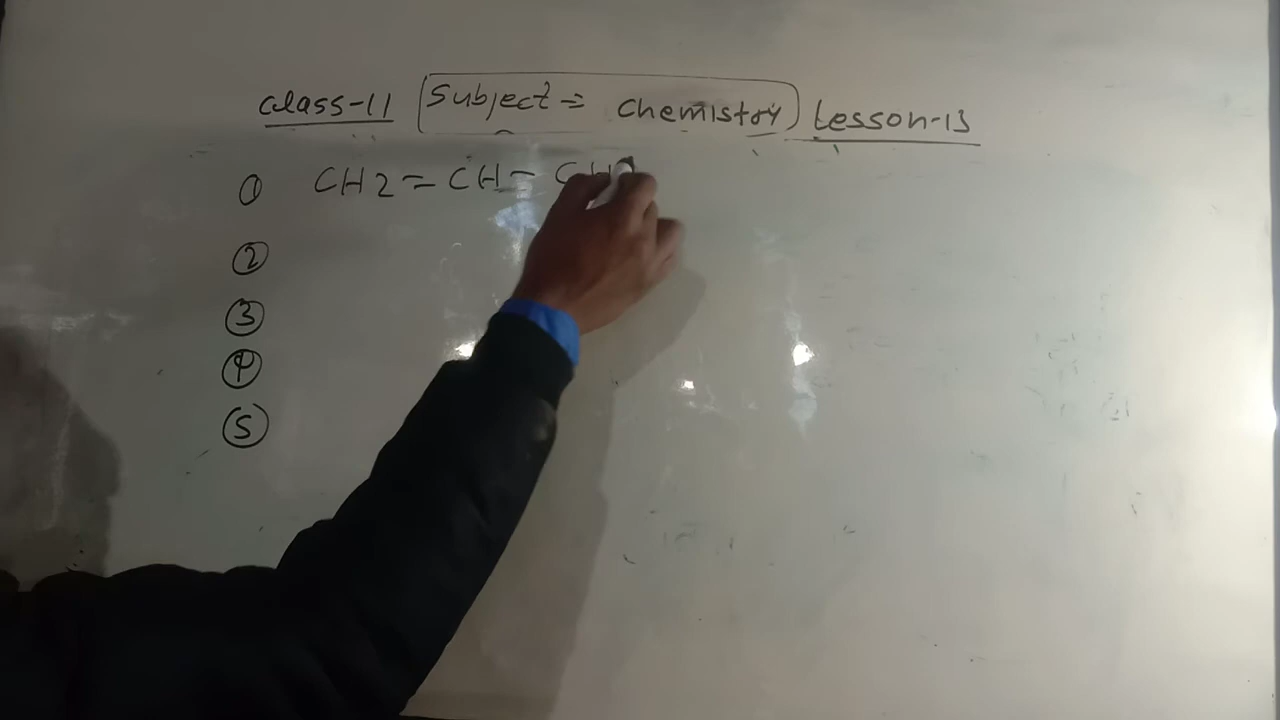 Class-11 Subject = Chemistry Lesson-13
① CH2 = CH - CH
②
③
④
⑤